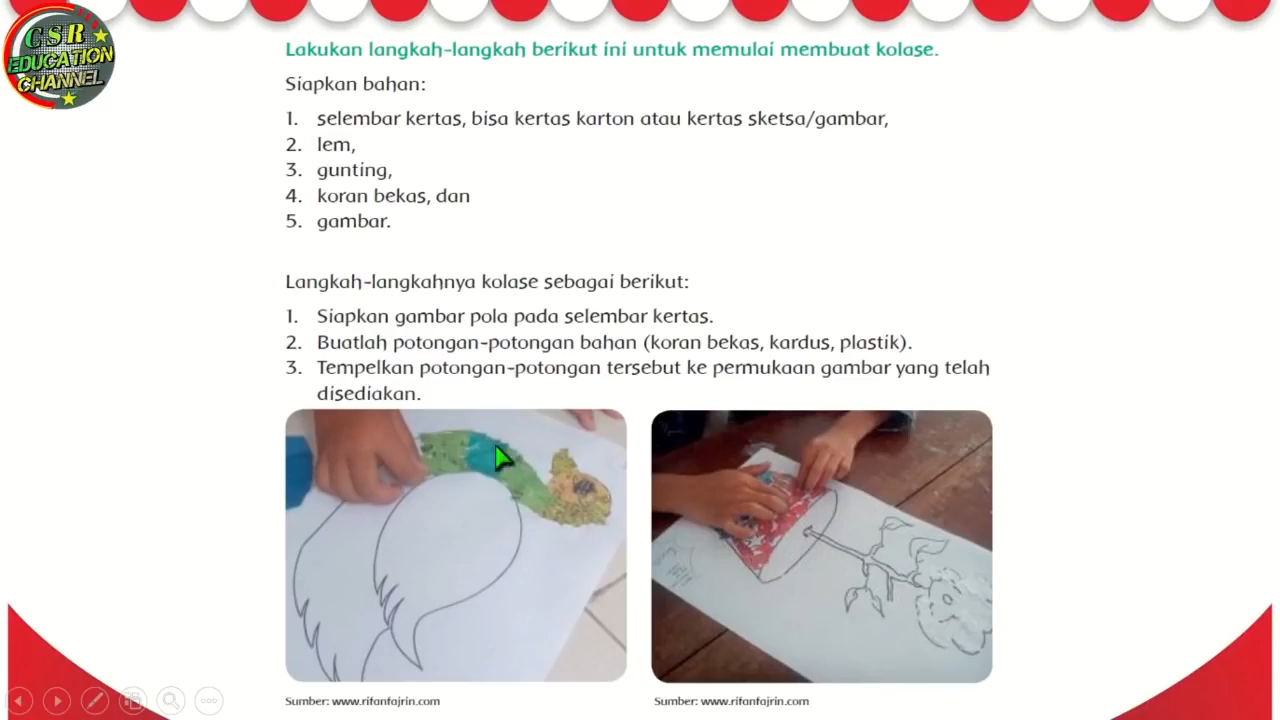 CSR
EDUCATION
CHANNEL
Lakukan langkah-langkah berikut ini untuk memulai membuat kolase.
Siapkan bahan:
1. selembar kertas, bisa kertas karton atau kertas sketsa/gambar,
2. lem,
3. gunting,
4. koran bekas, dan
5. gambar.
Langkah-langkahnya kolase sebagai berikut:
1. Siapkan gambar pola pada selembar kertas.
2. Buatlah potongan-potongan bahan (koran bekas, kardus, plastik).
3. Tempelkan potongan-potongan tersebut ke permukaan gambar yang telah
disediakan.
Sumber: www.rifanfajrin.com
Sumber: www.rifanfajrin.com